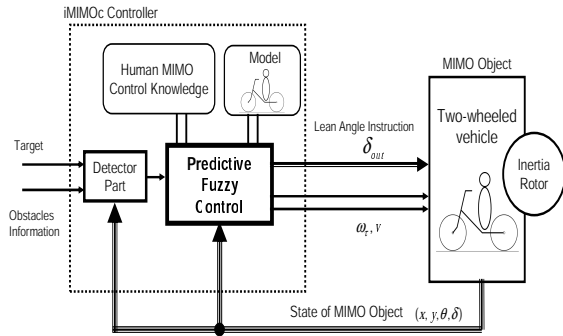 iMIMOc Controller
Human MIMO
Control Knowledge
Model
MIMO Object
Two-wheeled
vehicle
Inertia
Rotor
Lean Angle Instruction
δout
Target
Detector
Part
Predictive
Fuzzy
Control
Obstacles
Information
ωτ, v
State of MIMO Object (x, y, θ, δ)